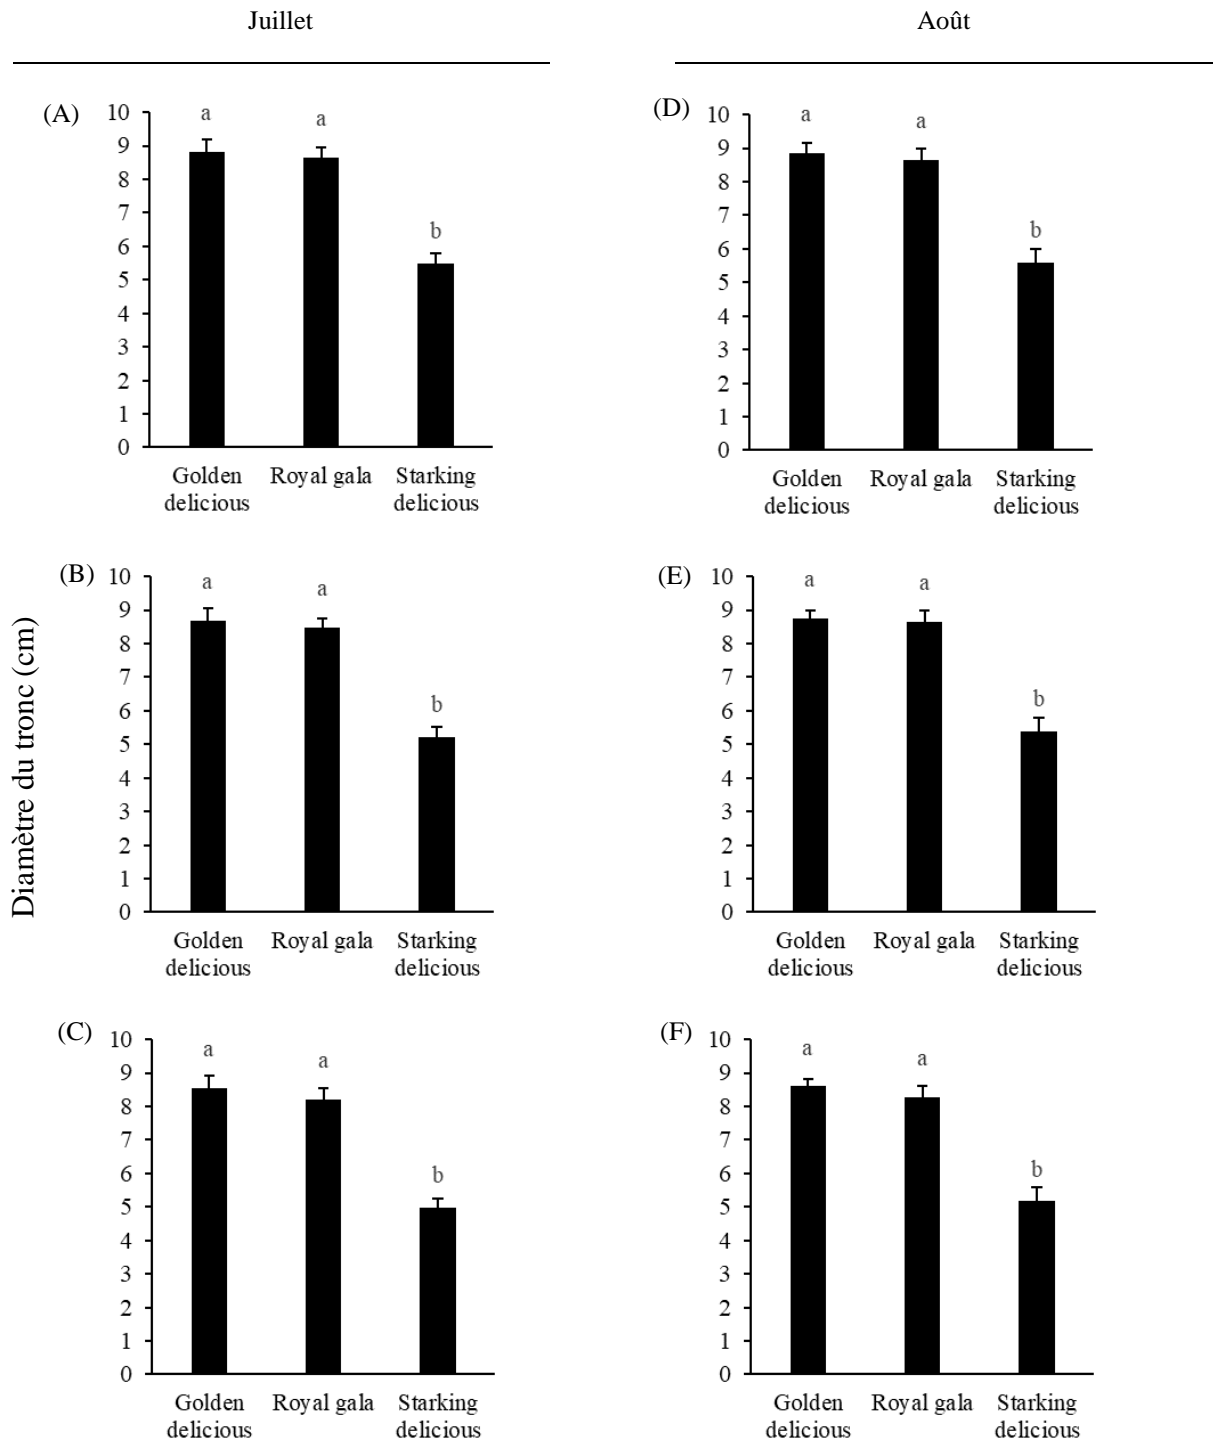 Juillet
Août
(A)
10
9
8
7
6
5
4
3
2
1
0
a
a
b
Golden
delicious
Royal gala
Starking
delicious
(D)
10
9
8
7
6
5
4
3
2
1
0
a
a
b
Golden
delicious
Royal gala
Starking
delicious
Diamètre du tronc (cm)
(B)
10
9
8
7
6
5
4
3
2
1
0
a
a
b
Golden
delicious
Royal gala
Starking
delicious
(E)
10
9
8
7
6
5
4
3
2
1
0
a
a
b
Golden
delicious
Royal gala
Starking
delicious
(C)
10
9
8
7
6
5
4
3
2
1
0
a
a
b
Golden
delicious
Royal gala
Starking
delicious
(F)
10
9
8
7
6
5
4
3
2
1
0
a
a
b
Golden
delicious
Royal gala
Starking
delicious